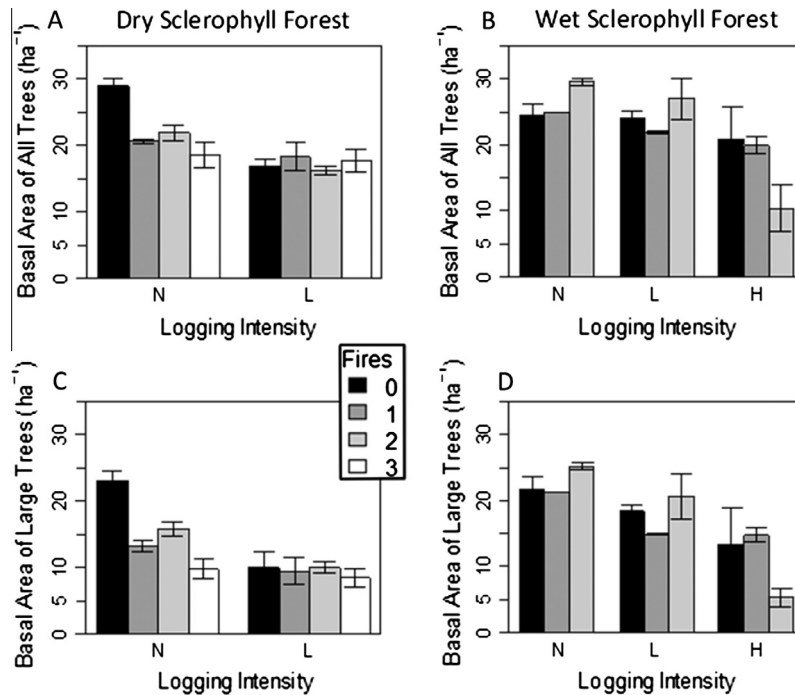 A Dry Sclerophyll Forest
B Wet Sclerophyll Forest
Basal Area of All Trees (ha⁻¹)
0 5 10 20 30
N L
Logging Intensity
Basal Area of All Trees (ha⁻¹)
0 5 10 20 30
N L H
Logging Intensity
C
Basal Area of Large Trees (ha⁻¹)
0 5 10 20 30
N L
Logging Intensity
Fires
0
1
2
3
D
Basal Area of Large Trees (ha⁻¹)
0 5 10 20 30
N L H
Logging Intensity